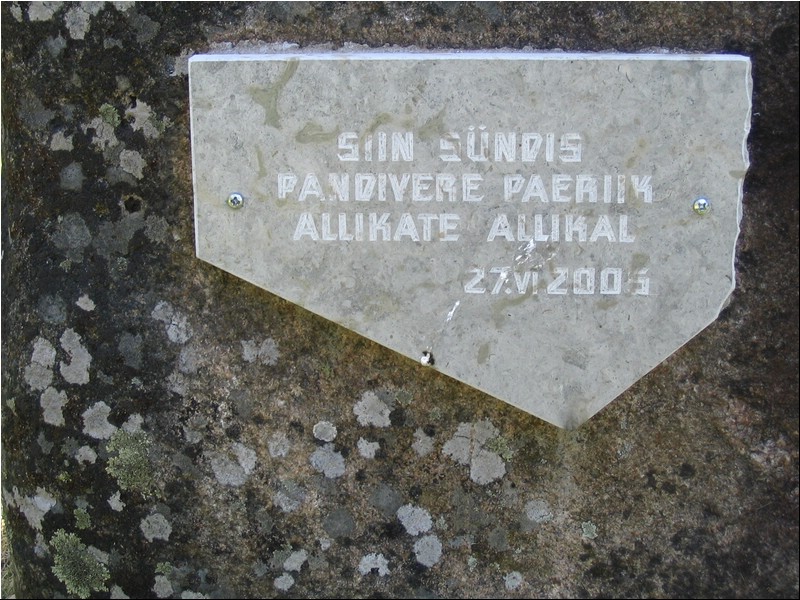 SIIN SÜNDIS
PANDIVERE PAERIIK
ALLIKATE ALLIKAL
27.VI 2005